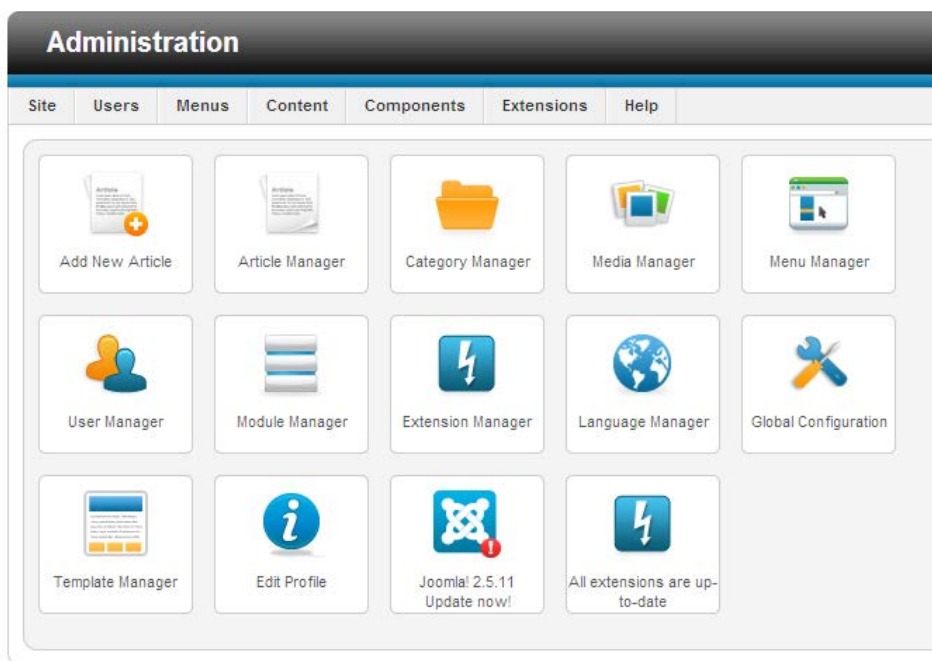 Administration
Site Users Menus Content Components Extensions Help
Article
Article
Add New Article Article Manager Category Manager Media Manager Menu Manager
User Manager Module Manager Extension Manager Language Manager Global Configuration
Template Manager Edit Profile Joomla! 2.5.11 All extensions are up-
Update now! to-date